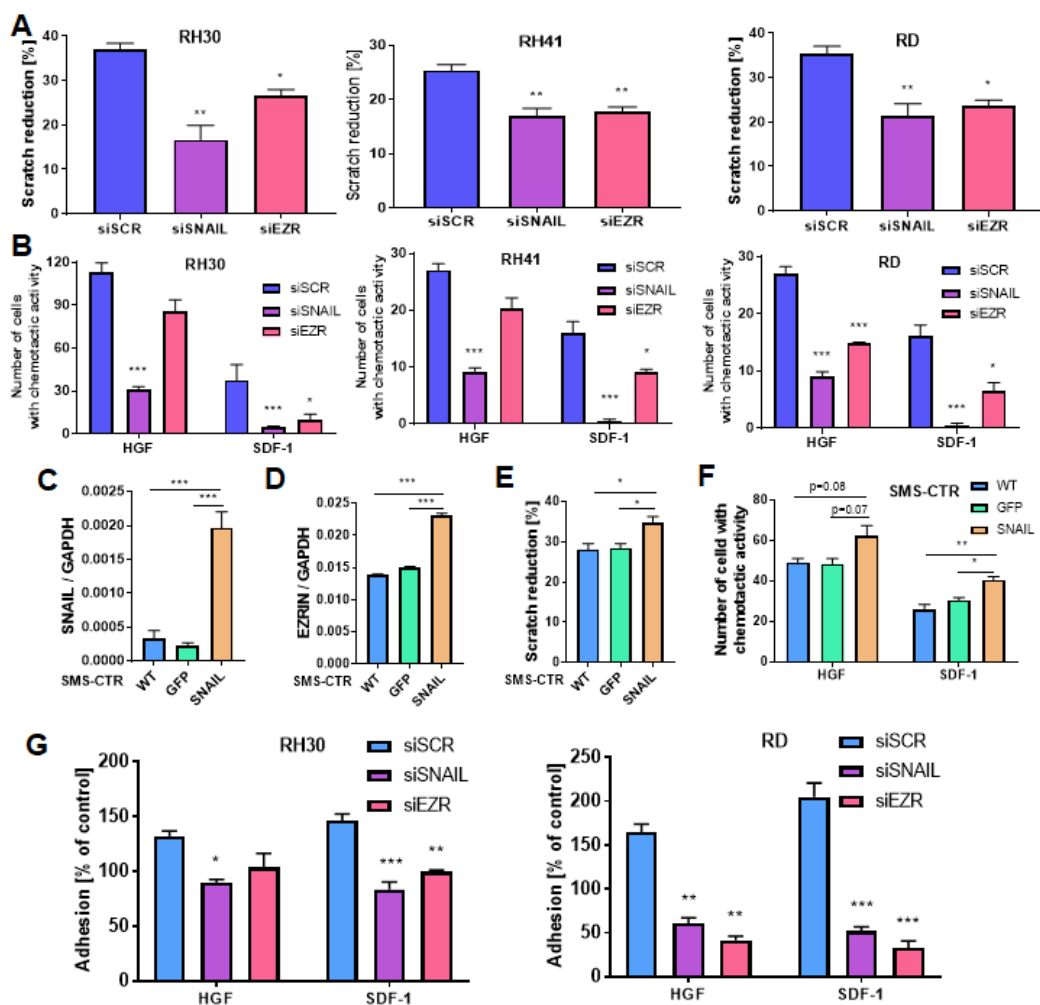 A
RH30
Scratch reduction [%]
40
30
20
10
0
**
*
siSCR
siSNAIL
siEZR
RH41
Scratch reduction [%]
30
20
10
0
**
**
siSCR
siSNAIL
siEZR
RD
Scratch reduction [%]
40
30
20
10
0
**
*
siSCR
siSNAIL
siEZR
B
RH30
Number of cells
with chemotactic activity
120
90
60
30
0
***
***
*
siSCR
siSNAIL
siEZR
HGF
SDF-1
RH41
Number of cells
with chemotactic activity
30
20
10
0
***
***
*
siSCR
siSNAIL
siEZR
HGF
SDF-1
RD
Number of cells
with chemotactic activity
30
20
10
0
***
***
***
*
siSCR
siSNAIL
siEZR
HGF
SDF-1
C
SNAIL / GAPDH
0.0025
0.0020
0.0015
0.0010
0.0005
0.0000
***
***
SMS-CTR
WT
GFP
SNAIL
D
EZRIN / GAPDH
0.025
0.020
0.015
0.010
0.005
0.000
***
***
SMS-CTR
WT
GFP
SNAIL
E
Scratch reduction [%]
50
40
30
20
10
0
*
*
SMS-CTR
WT
GFP
SNAIL
F
SMS-CTR
Number of celld with
chemotactic activity
80
60
40
20
0
p=0.08
p=0.07
**
*
WT
GFP
SNAIL
HGF
SDF-1
G
RH30
Adhesion [% of control]
200
150
100
50
0
*
***
**
siSCR
siSNAIL
siEZR
HGF
SDF-1
RD
Adhesion [% of control]
250
200
150
100
50
0
**
**
***
***
siSCR
siSNAIL
siEZR
HGF
SDF-1